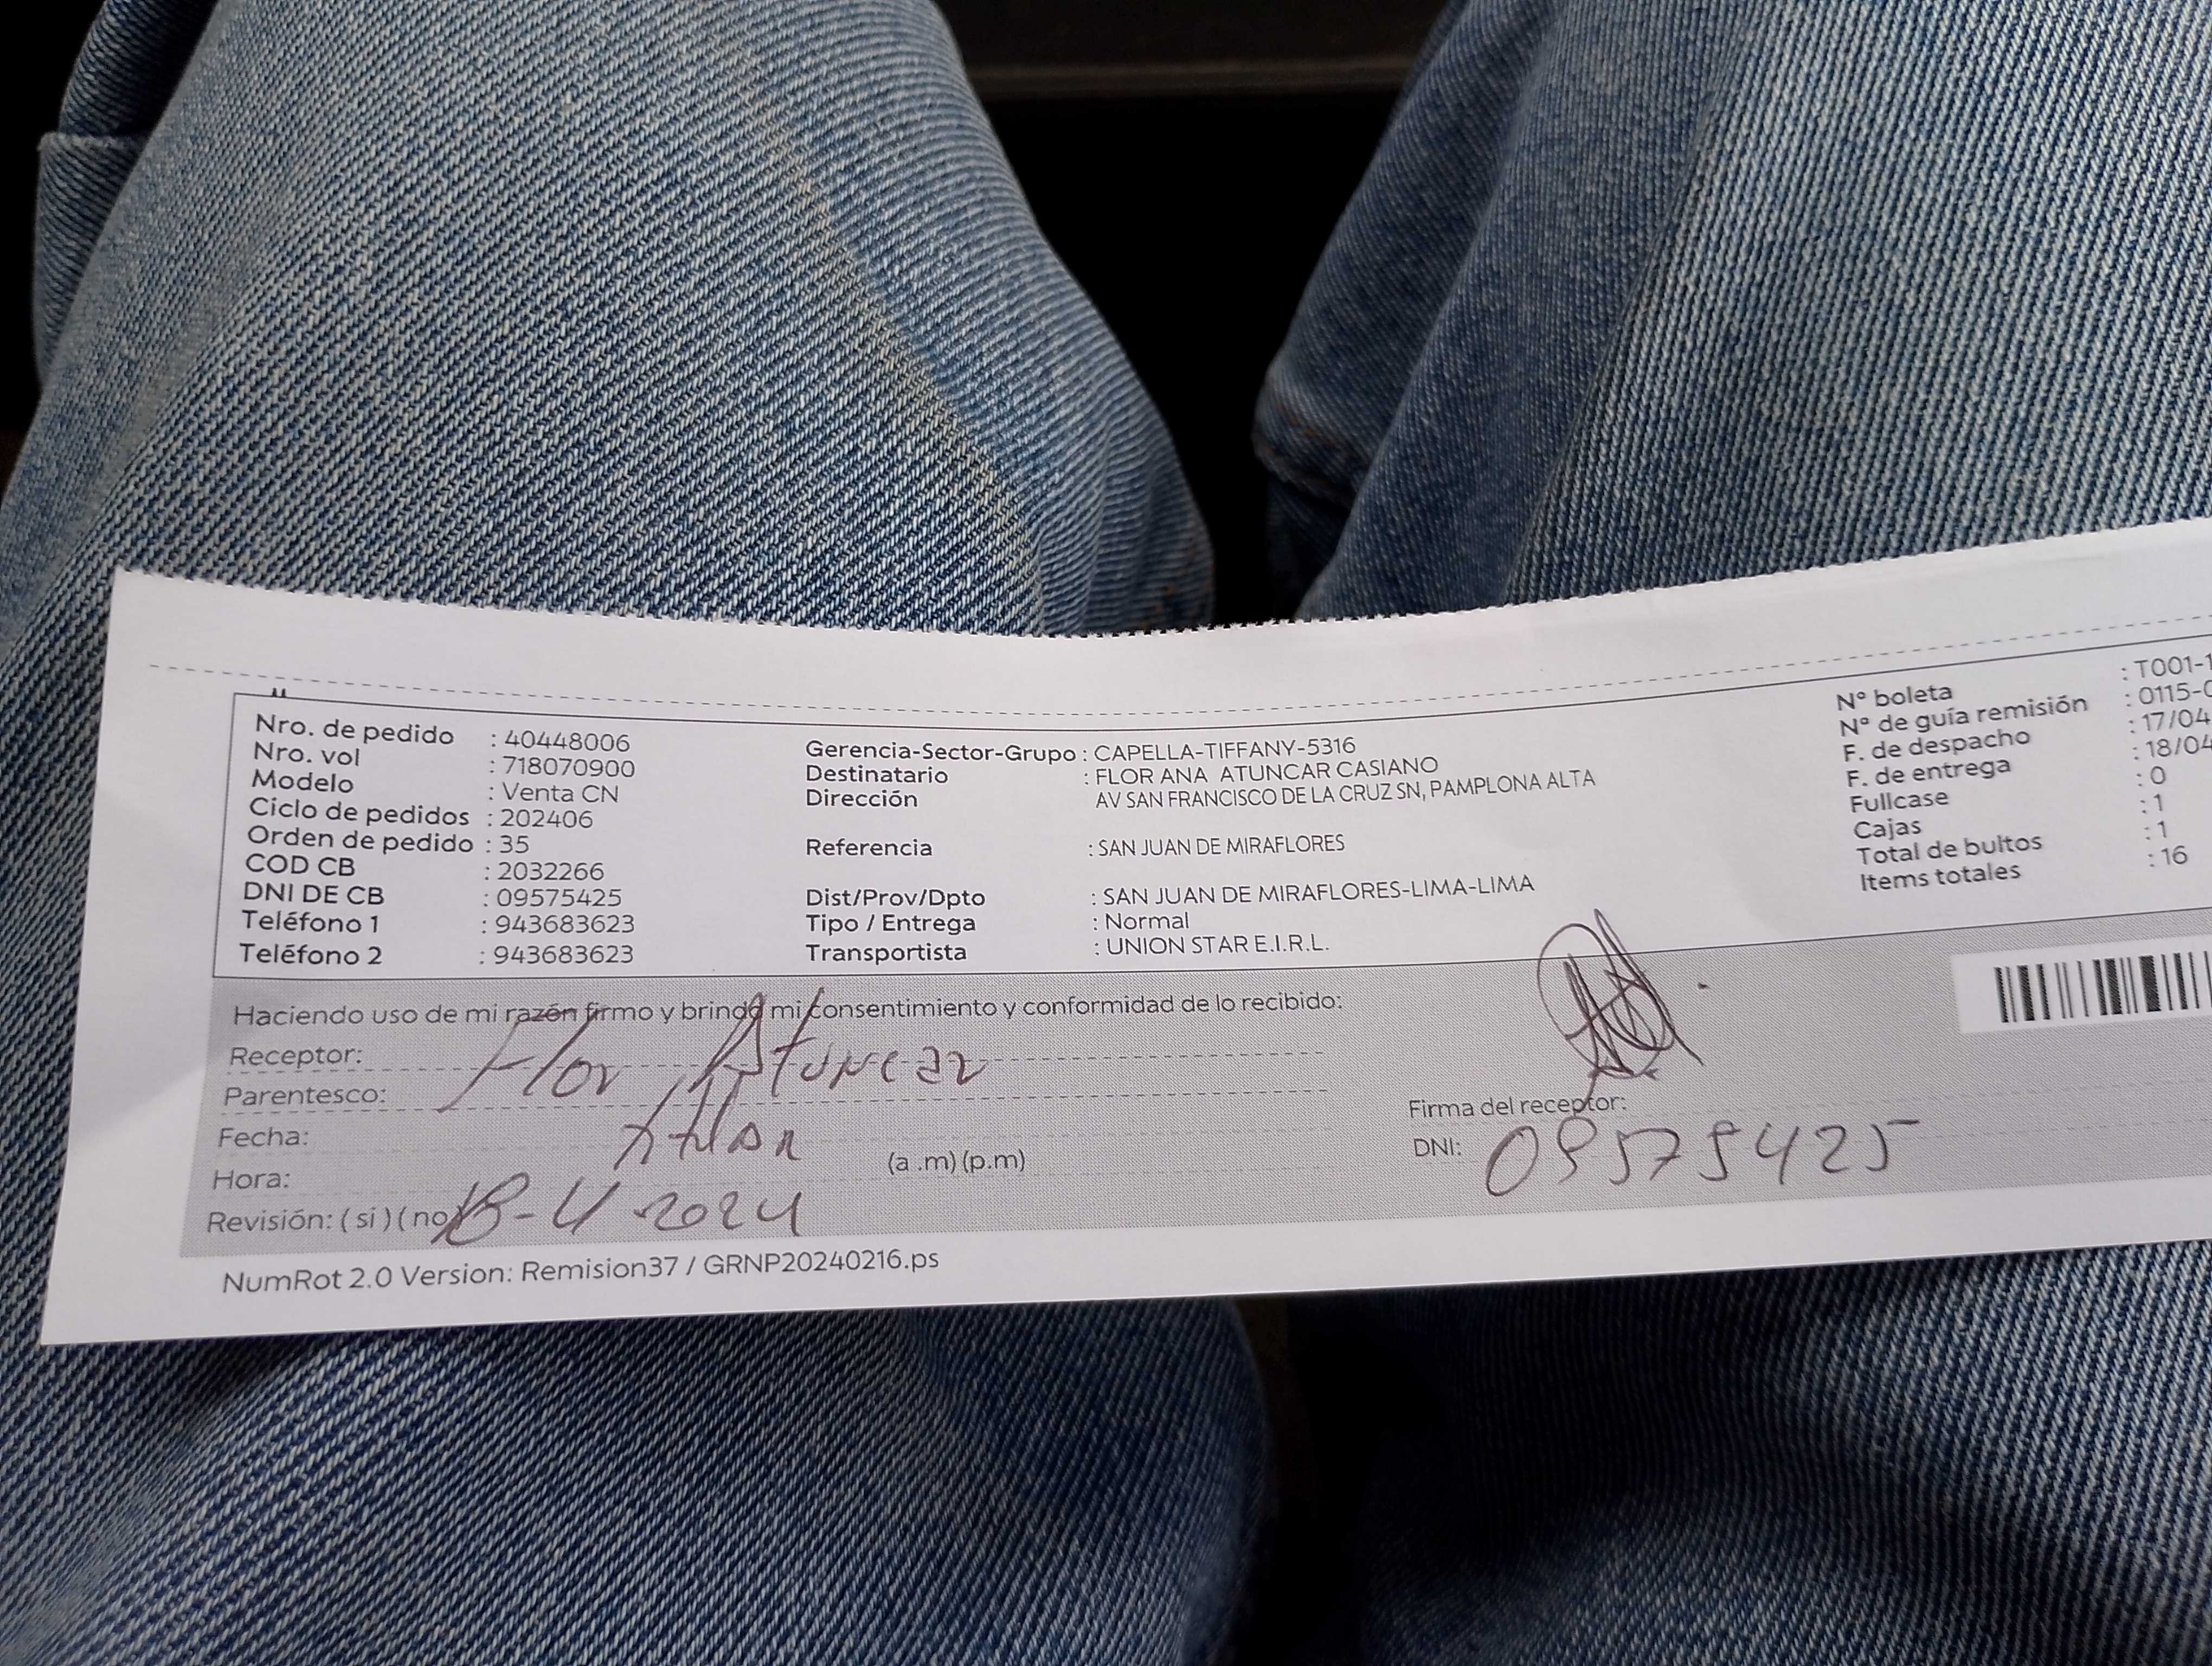 Nro. de pedido : 40448006
Nro. vol : 718070900
Modelo : Venta CN
Ciclo de pedidos : 202406
Orden de pedido : 35
COD CB : 2032266
DNI DE CB : 09575425
Teléfono 1 : 943683623
Teléfono 2 : 943683623
Gerencia-Sector-Grupo : CAPELLA-TIFFANY-5316
Destinatario : FLOR ANA ATUNCAR CASIANO
Dirección AV SAN FRANCISCO DE LA CRUZ SN, PAMPLONA ALTA
Referencia : SAN JUAN DE MIRAFLORES
Dist/Prov/Dpto : SAN JUAN DE MIRAFLORES-LIMA-LIMA
Tipo / Entrega : Normal
Transportista : UNION STAR E.I.R.L.
N° boleta : T001-1
N° de guía remisión : 0115-0
F. de despacho : 17/04
F. de entrega : 18/04
Fullcase : 0
Cajas : 1
Total de bultos : 1
Items totales : 16
Haciendo uso de mi razón firmo y brindo mi consentimiento y conformidad de lo recibido:
Receptor: Flor Atuncar
Parentesco:
Fecha:
Hora: (a .m) (p.m)
Revisión: ( si ) ( no ) 18-4-2024
Firma del receptor:
DNI: 09575425
NumRot 2.0 Version: Remision37 / GRNP20240216.ps